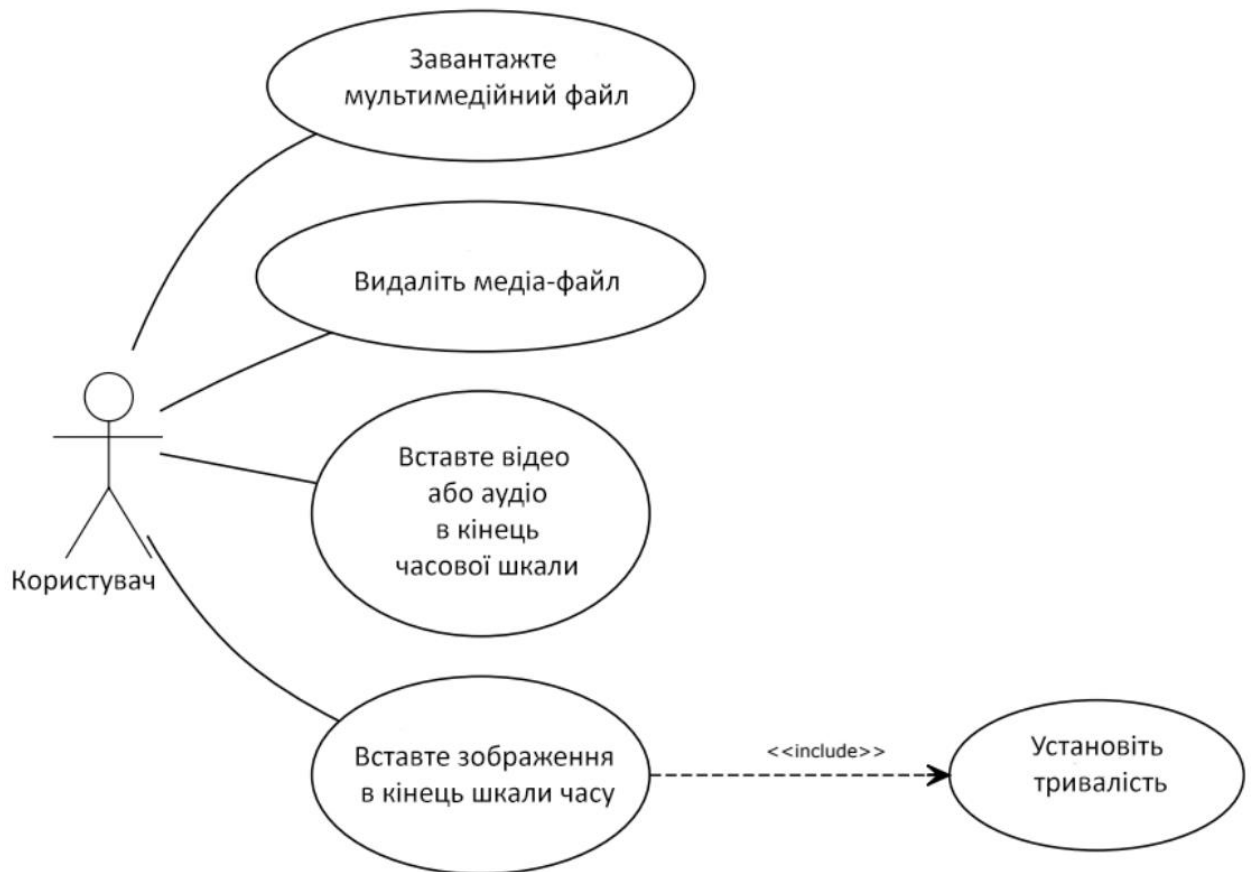 Завантажте
мультимедійний файл
Видаліть медіа-файл
Вставте відео
або аудіо
в кінець
часової шкали
Користувач
Вставте зображення
в кінець шкали часу
<<include>>
Установіть
тривалість